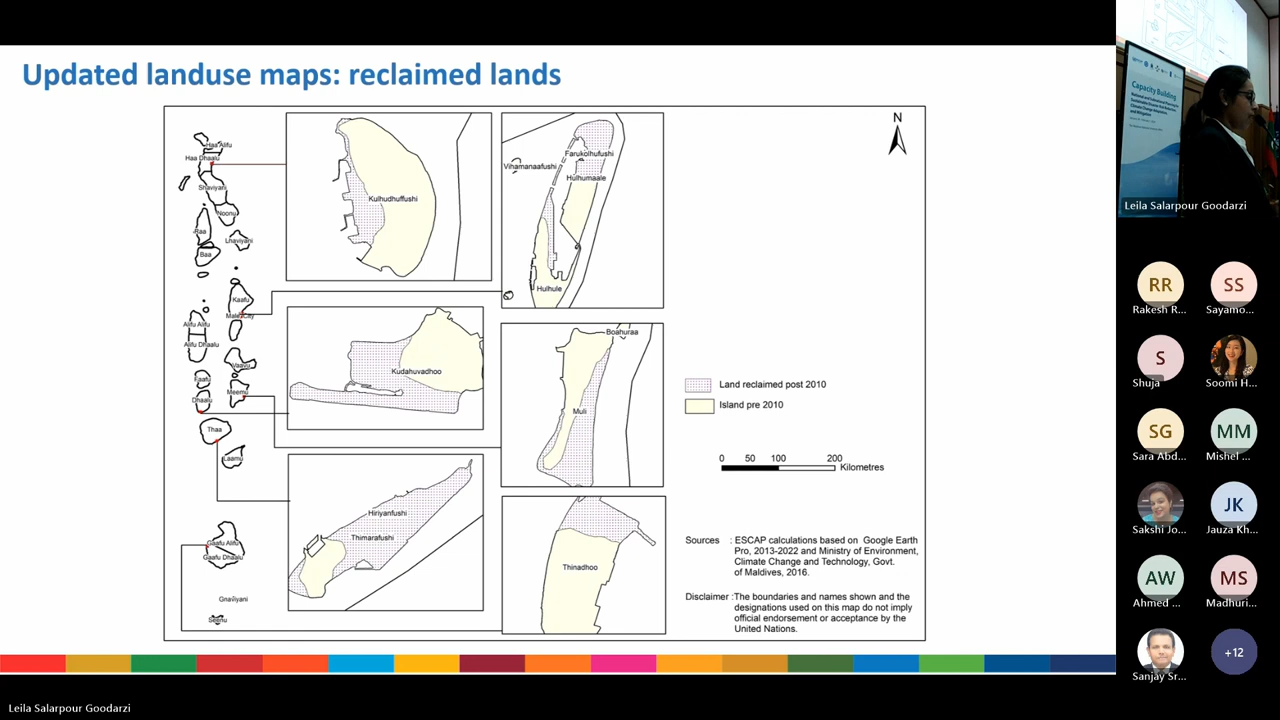 Updated landuse maps: reclaimed lands
N
Haa Alifu
Haa Dhaalu
Shaviyani
Noonu
Raa
Lhaviyani
Baa
Kaafu
Male City
Alifu Alifu
Alifu Dhaalu
Vaavu
Faafu
Meemu
Dhaalu
Thaa
Laamu
Gaafu Alifu
Gaafu Dhaalu
Gnaviyani
Seenu
Kulhudhuffushi
Farukolhufushi
Vihamanaafushi
Hulhumaale
Hulhule
Kudahuvadhoo
Boahuraa
Muli
Hiriyanfushi
Thimarafushi
Thinadhoo
Land reclaimed post 2010
Island pre 2010
0 50 100 200
Kilometres
Sources : ESCAP calculations based on Google Earth
Pro, 2013-2022 and Ministry of Environment,
Climate Change and Technology, Govt.
of Maldives, 2016.
Disclaimer :The boundaries and names shown and the
designations used on this map do not imply
official endorsement or acceptance by the
United Nations.
Capacity Building
Leila Salarpour Goodarzi
RR
Rakesh R...
SS
Sayamo...
S
Shuja
Soomi H...
SG
Sara Abd...
MM
Mishel ...
Sakshi Jo...
JK
Jauza Kh...
AW
Ahmed ...
MS
Madhuri...
Sanjay Sr...
+12
Leila Salarpour Goodarzi